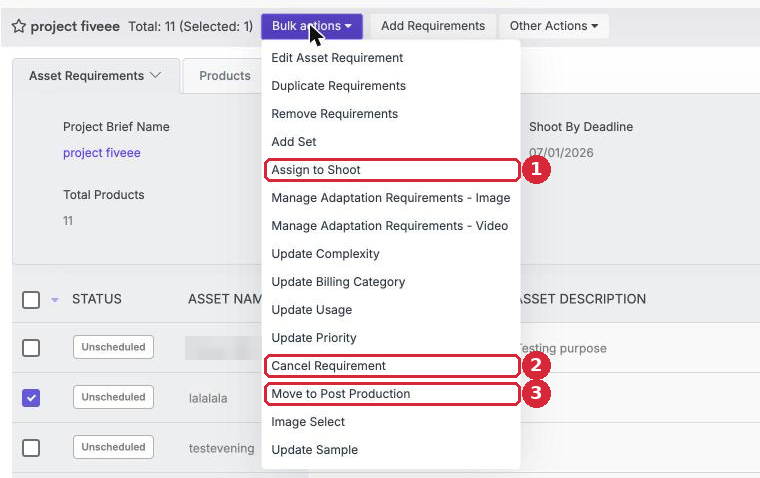 project fiveee Total: 11 (Selected: 1) Bulk actions Add Requirements Other Actions
Edit Asset Requirement
Asset Requirements Products
Duplicate Requirements
Remove Requirements
Project Brief Name Shoot By Deadline
Add Set
project fiveee 07/01/2026
Assign to Shoot 1
Total Products
Manage Adaptation Requirements - Image
11
Manage Adaptation Requirements - Video
Update Complexity
Update Billing Category
STATUS ASSET NAM ASSET DESCRIPTION
Update Usage
Update Priority
Unscheduled Testing purpose
Cancel Requirement 2
Move to Post Production 3
Unscheduled lalalala
Image Select
Unscheduled testevening
Update Sample